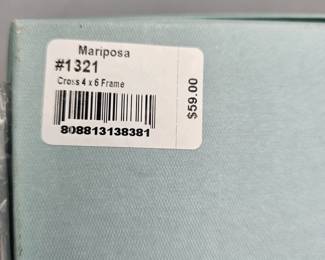 Mariposa
#1321
Cross 4 x 6 Frame
808813138381
$59.00